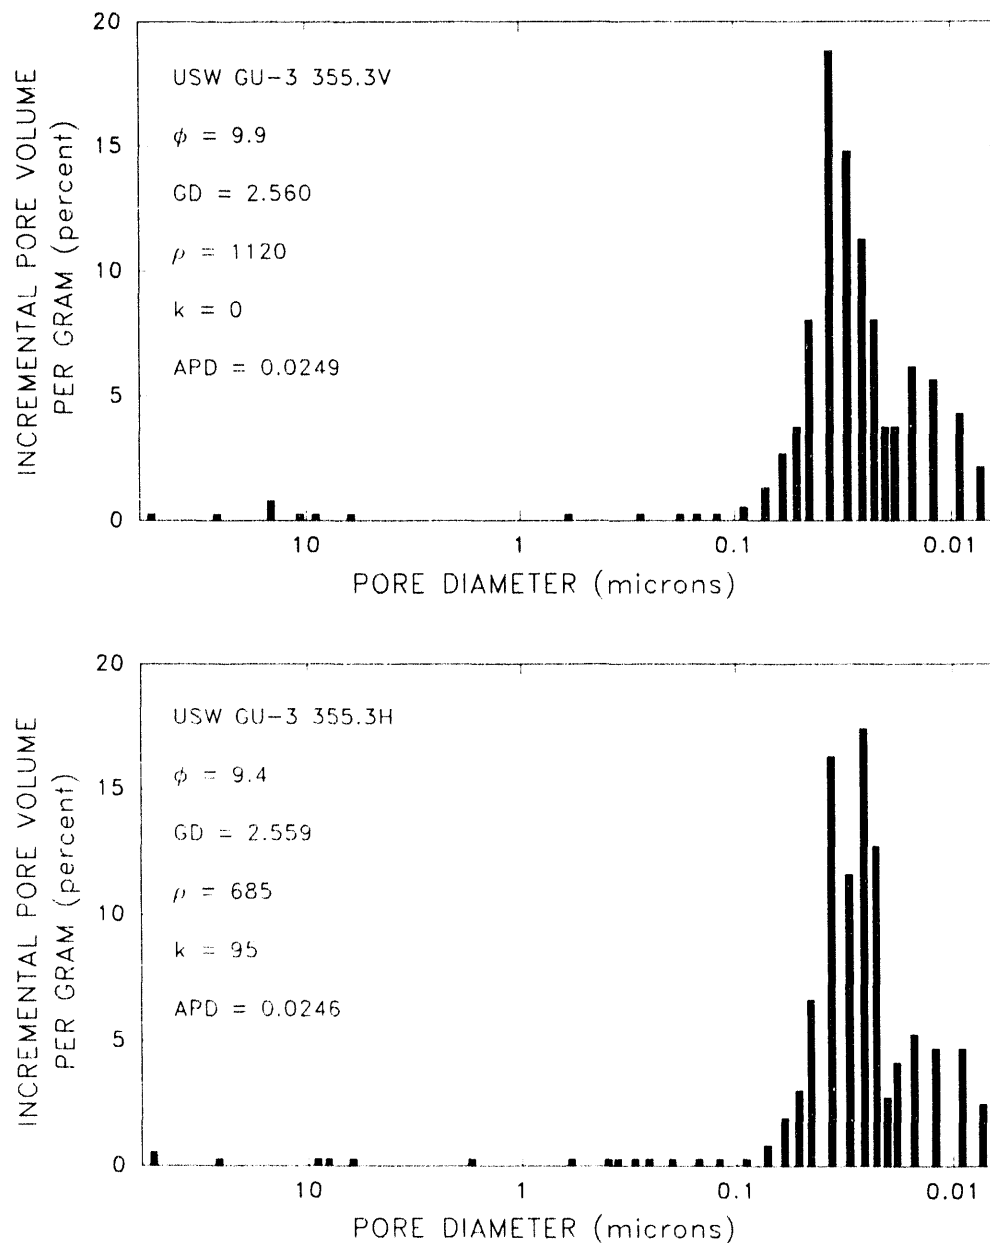 20
15
10
5
0
INCREMENTAL PORE VOLUME
PER GRAM (percent)
USW GU-3 355.3V
ϕ = 9.9
GD = 2.560
ρ = 1120
k = 0
APD = 0.0249
10 1 0.1 0.01
PORE DIAMETER (microns)
20
15
10
5
0
INCREMENTAL PORE VOLUME
PER GRAM (percent)
USW GU-3 355.3H
ϕ = 9.4
GD = 2.559
ρ = 685
k = 95
APD = 0.0246
10 1 0.1 0.01
PORE DIAMETER (microns)